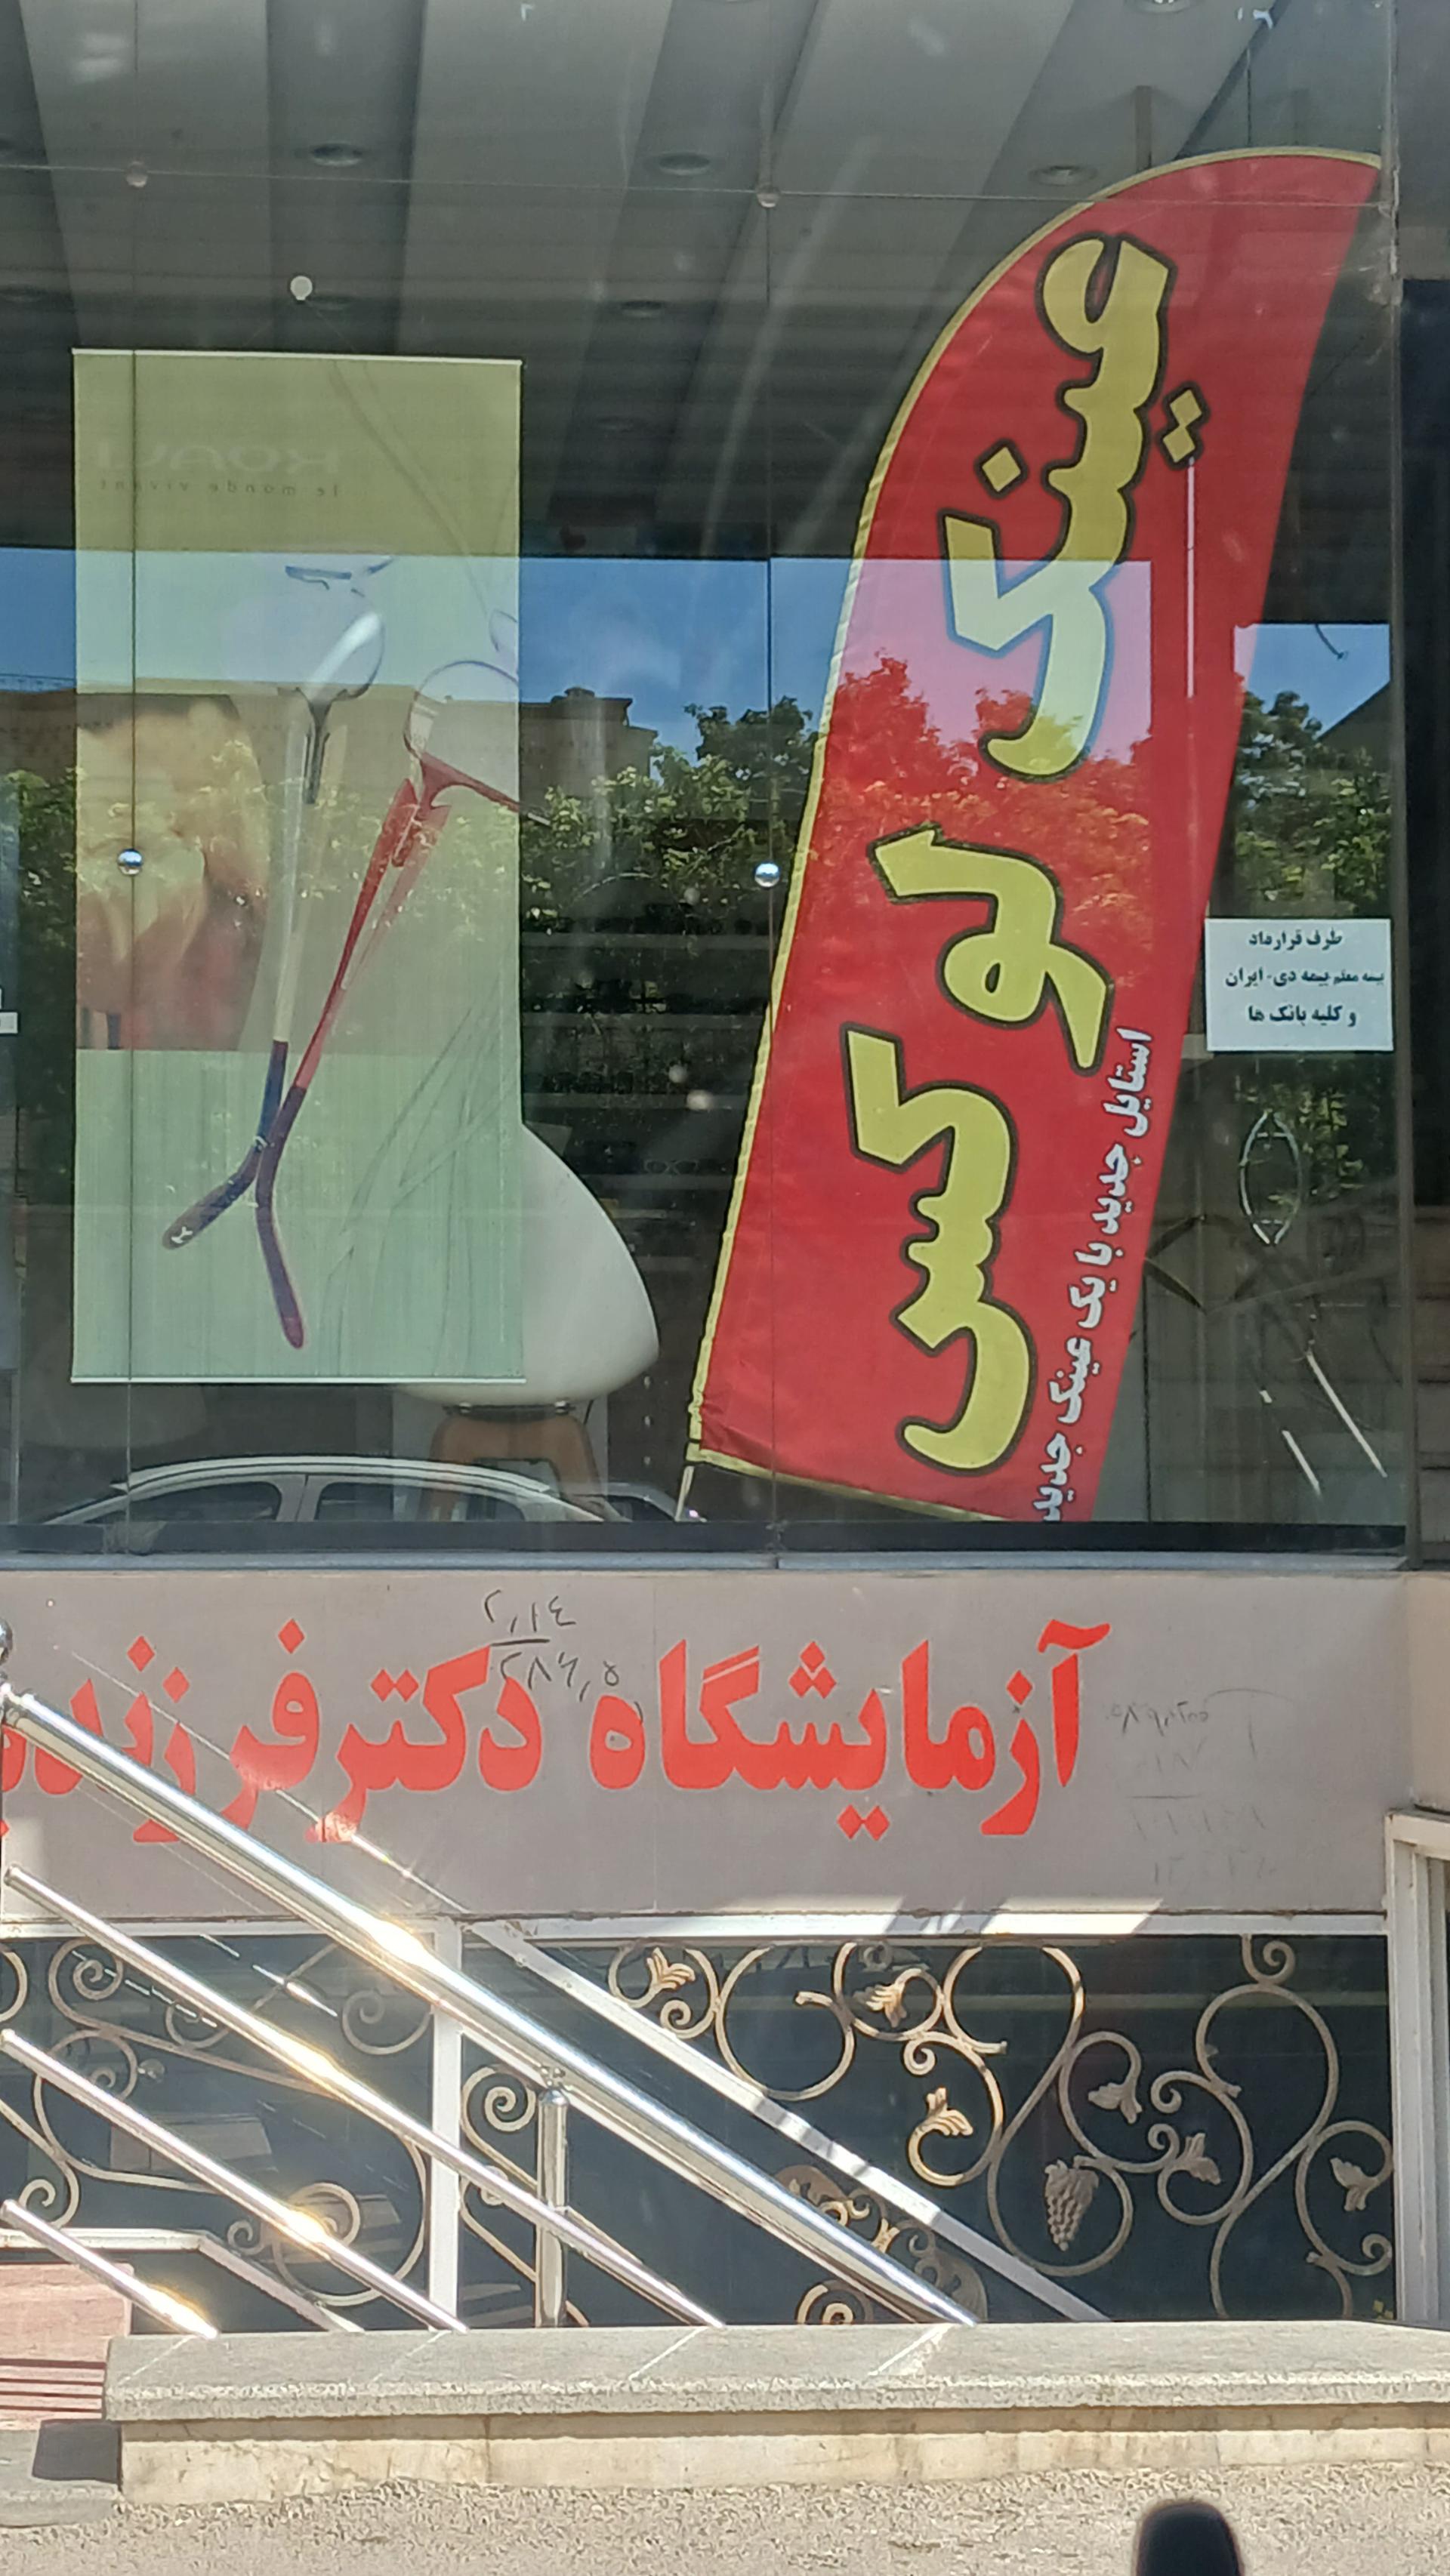 le monde vivant
عینک لوکس
استایل جدید با یک عینک جدید
طرف قرارداد
بیمه معلم بیمه دی- ایران
و کلیه بانک ها
آزمایشگاه دکتر فرزند